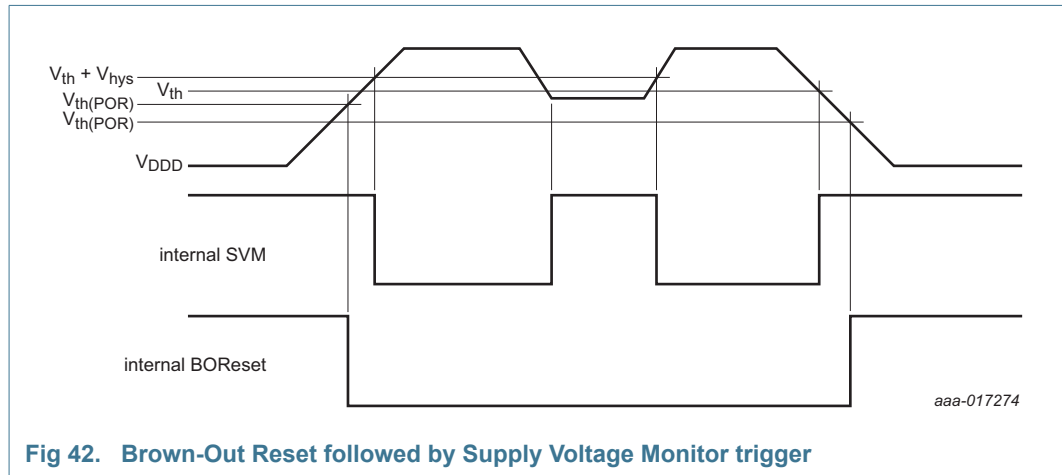 Vth + Vhys
Vth
Vth(POR)
Vth(POR)
VDDD
internal SVM
internal BOReset
aaa-017274
Fig 42. Brown-Out Reset followed by Supply Voltage Monitor trigger